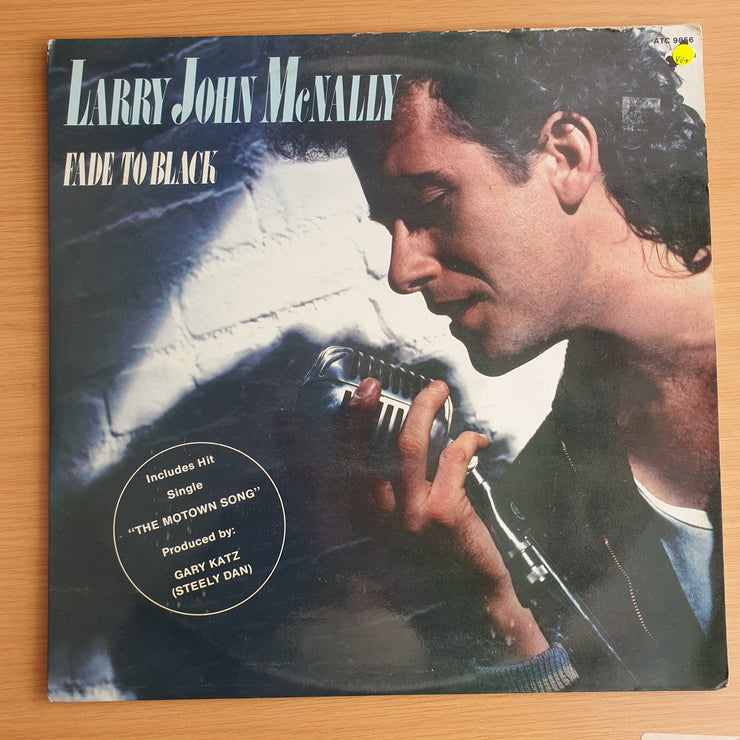 ATC 9856
VG+
LARRY JOHN McNALLY
FADE TO BLACK
Includes Hit
Single
"THE MOTOWN SONG"
Produced by:
GARY KATZ
(STEELY DAN)